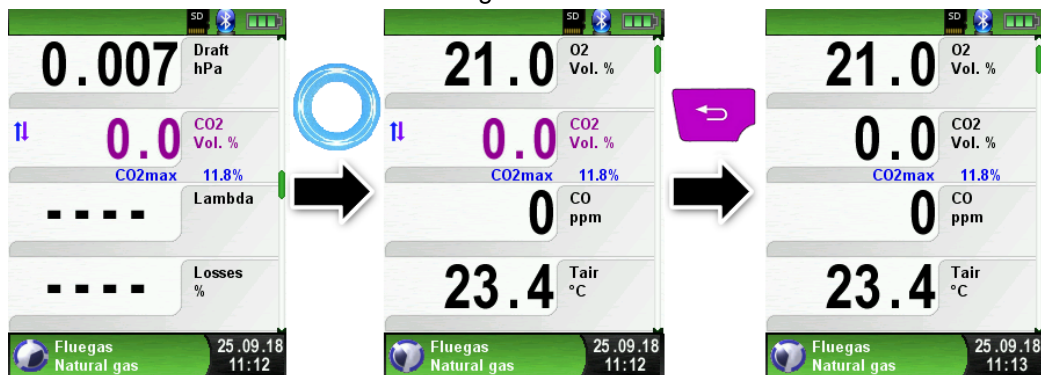 SD
0.007 Draft
hPa
0.0 CO2
Vol. %
CO2max 11.8%
---- Lambda
---- Losses
%
Fluegas 25.09.18
Natural gas 11:12
SD
21.0 O2
Vol. %
0.0 CO2
Vol. %
CO2max 11.8%
0 CO
ppm
23.4 Tair
°C
Fluegas 25.09.18
Natural gas 11:12
SD
21.0 O2
Vol. %
0.0 CO2
Vol. %
CO2max 11.8%
0 CO
ppm
23.4 Tair
°C
Fluegas 25.09.18
Natural gas 11:13